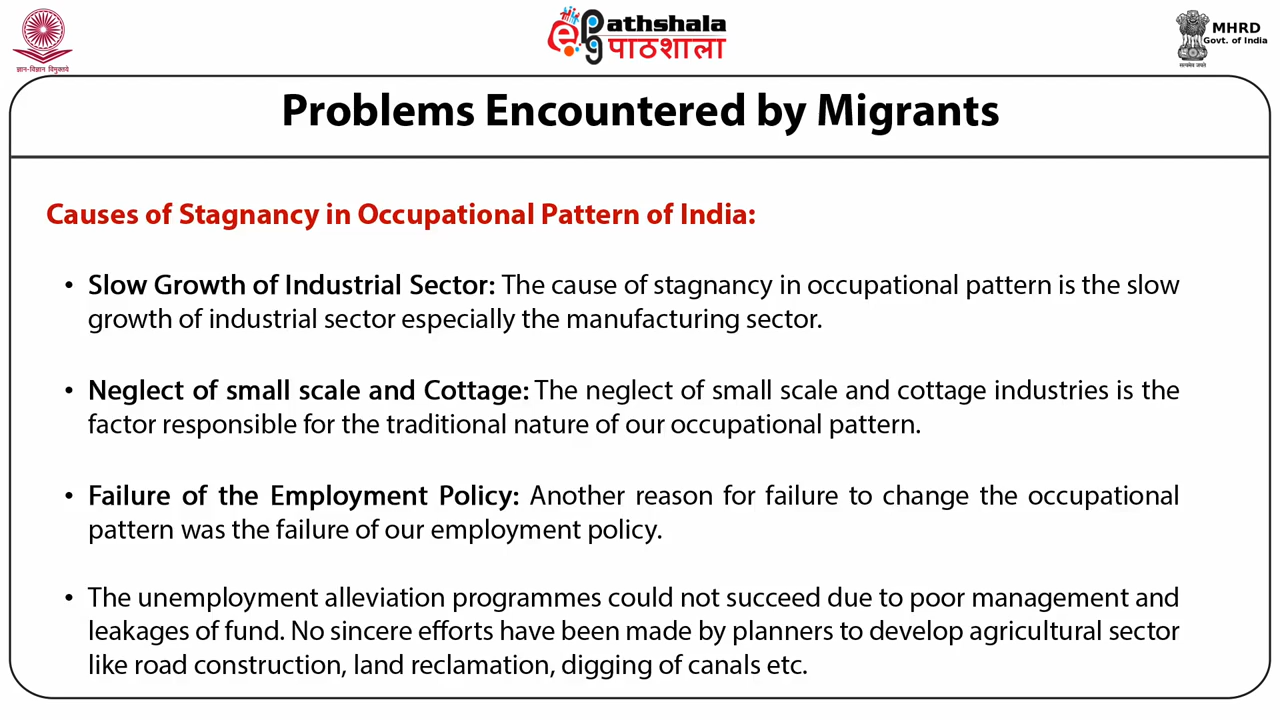 ज्ञान-विज्ञान विमुक्तये
ePathshala
पाठशाला
MHRD
Govt. of India
सत्यमेव जयते
Problems Encountered by Migrants
Causes of Stagnancy in Occupational Pattern of India:
• Slow Growth of Industrial Sector: The cause of stagnancy in occupational pattern is the slow
growth of industrial sector especially the manufacturing sector.
• Neglect of small scale and Cottage: The neglect of small scale and cottage industries is the
factor responsible for the traditional nature of our occupational pattern.
• Failure of the Employment Policy: Another reason for failure to change the occupational
pattern was the failure of our employment policy.
• The unemployment alleviation programmes could not succeed due to poor management and
leakages of fund. No sincere efforts have been made by planners to develop agricultural sector
like road construction, land reclamation, digging of canals etc.